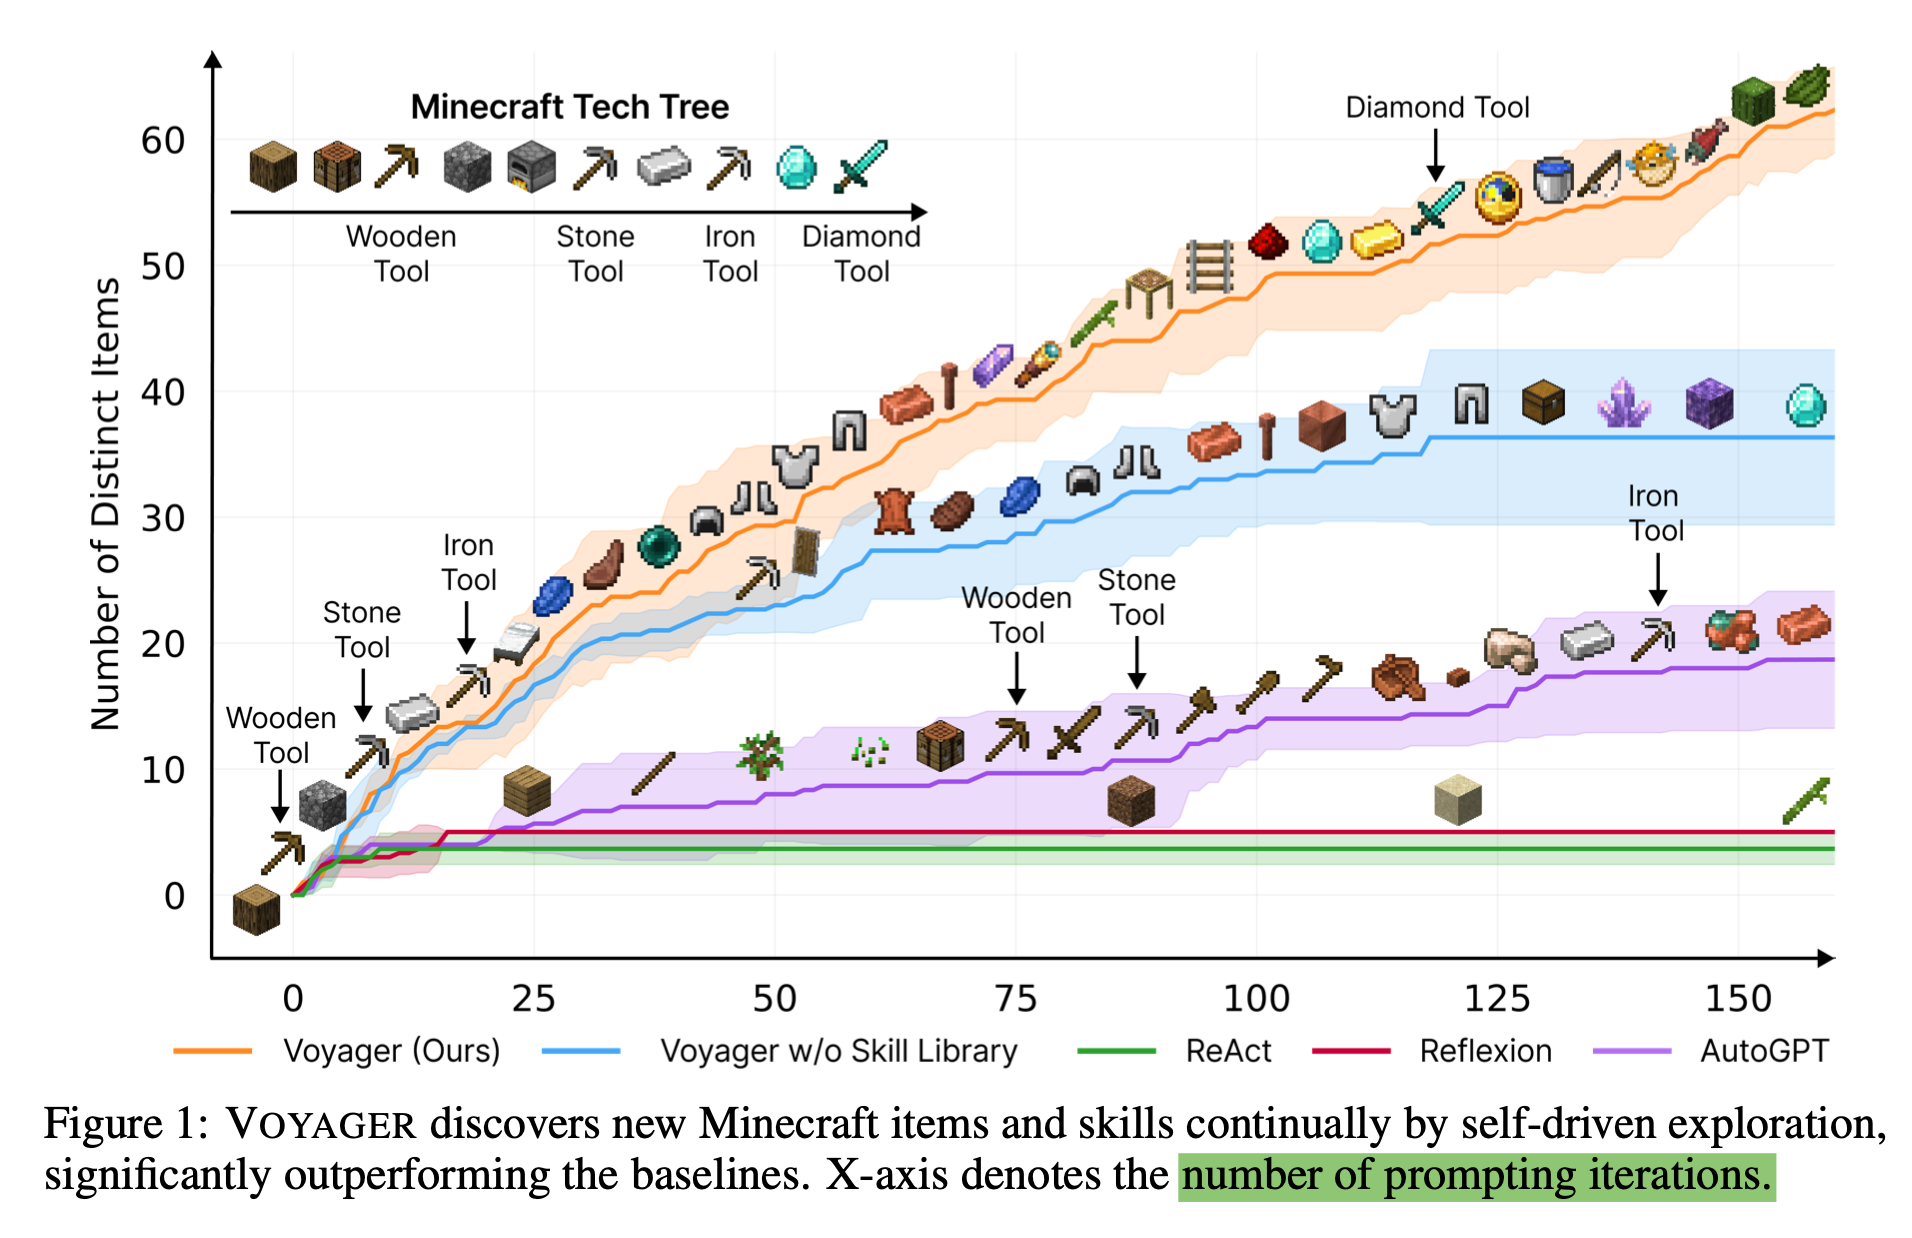 Minecraft Tech Tree
Wooden Tool
Stone Tool
Iron Tool
Diamond Tool
Diamond Tool
Iron Tool
Stone Tool
Wooden Tool
Wooden Tool
Stone Tool
Iron Tool
Number of Distinct Items
60
50
40
30
20
10
0
0 25 50 75 100 125 150
Voyager (Ours) Voyager w/o Skill Library ReAct Reflexion AutoGPT
Figure 1: VOYAGER discovers new Minecraft items and skills continually by self-driven exploration,
significantly outperforming the baselines. X-axis denotes the number of prompting iterations.